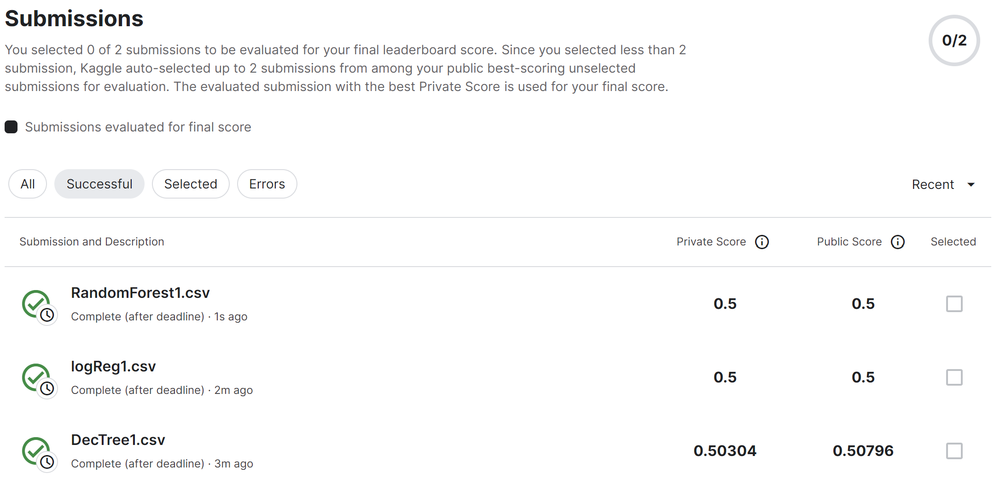 Submissions
0/2
You selected 0 of 2 submissions to be evaluated for your final leaderboard score. Since you selected less than 2
submission, Kaggle auto-selected up to 2 submissions from among your public best-scoring unselected
submissions for evaluation. The evaluated submission with the best Private Score is used for your final score.
Submissions evaluated for final score
All Successful Selected Errors Recent
Submission and Description Private Score Public Score Selected
RandomForest1.csv
Complete (after deadline) · 1s ago
0.5 0.5
logReg1.csv
Complete (after deadline) · 2m ago
0.5 0.5
DecTree1.csv
Complete (after deadline) · 3m ago
0.50304 0.50796